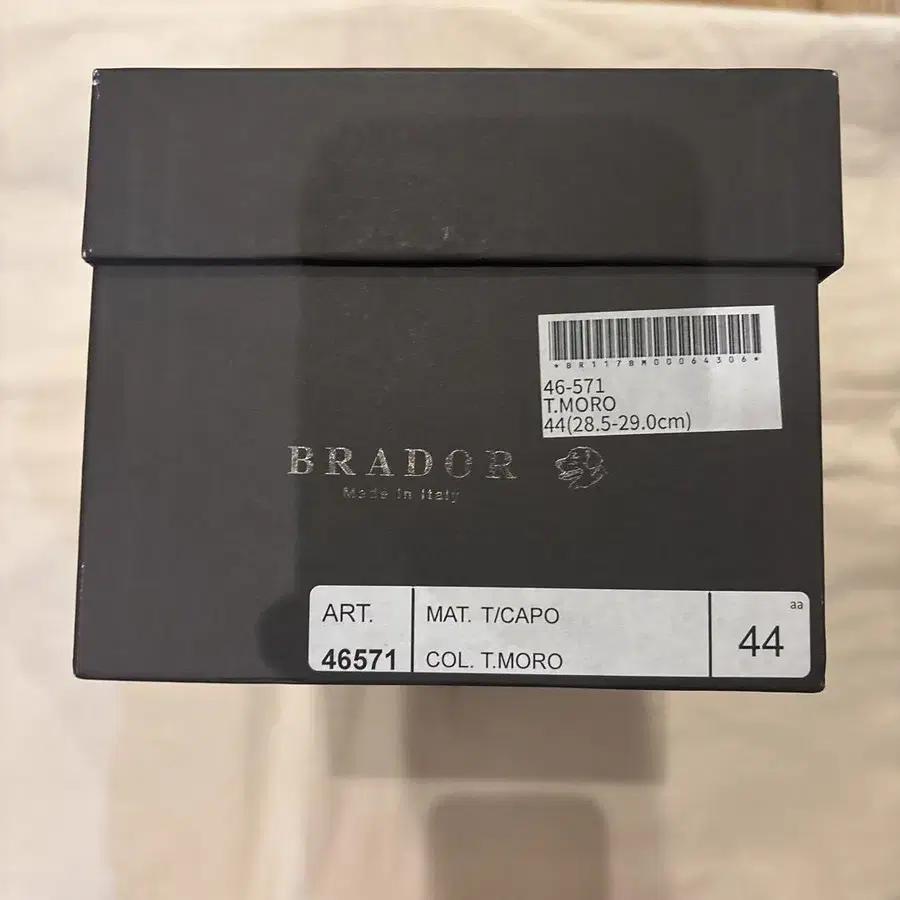 *BR1178M00064306*
46-571
T.MORO
44(28.5-29.0cm)
BRADOR
Made in Italy
ART.
46571
MAT. T/CAPO
COL. T.MORO
aa
44